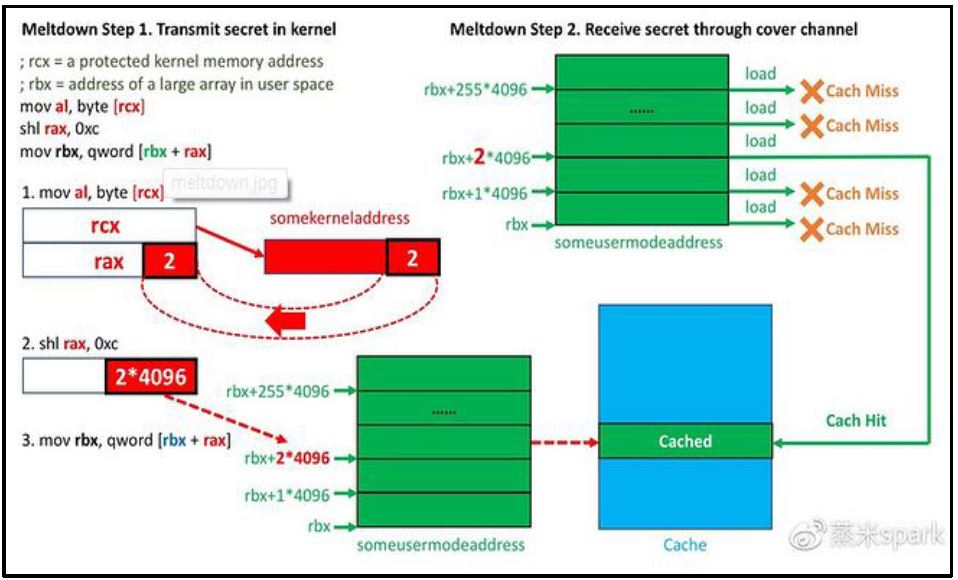 Meltdown Step 1. Transmit secret in kernel
; rcx = a protected kernel memory address
; rbx = address of a large array in user space
mov al, byte [rcx]
shl rax, 0xc
mov rbx, qword [rbx + rax]
meltdown.jpg
1. mov al, byte [rcx]
rcx
rax
2
somekerneladdress
2
2. shl rax, 0xc
2*4096
3. mov rbx, qword [rbx + rax]
rbx+255*4096
......
rbx+2*4096
rbx+1*4096
rbx
someusermodeaddress
Meltdown Step 2. Receive secret through cover channel
rbx+255*4096
......
rbx+2*4096
rbx+1*4096
rbx
someusermodeaddress
load
Cach Miss
load
Cach Miss
load
load
Cach Miss
load
Cach Miss
Cached
Cach Hit
Cache
蒸米spark